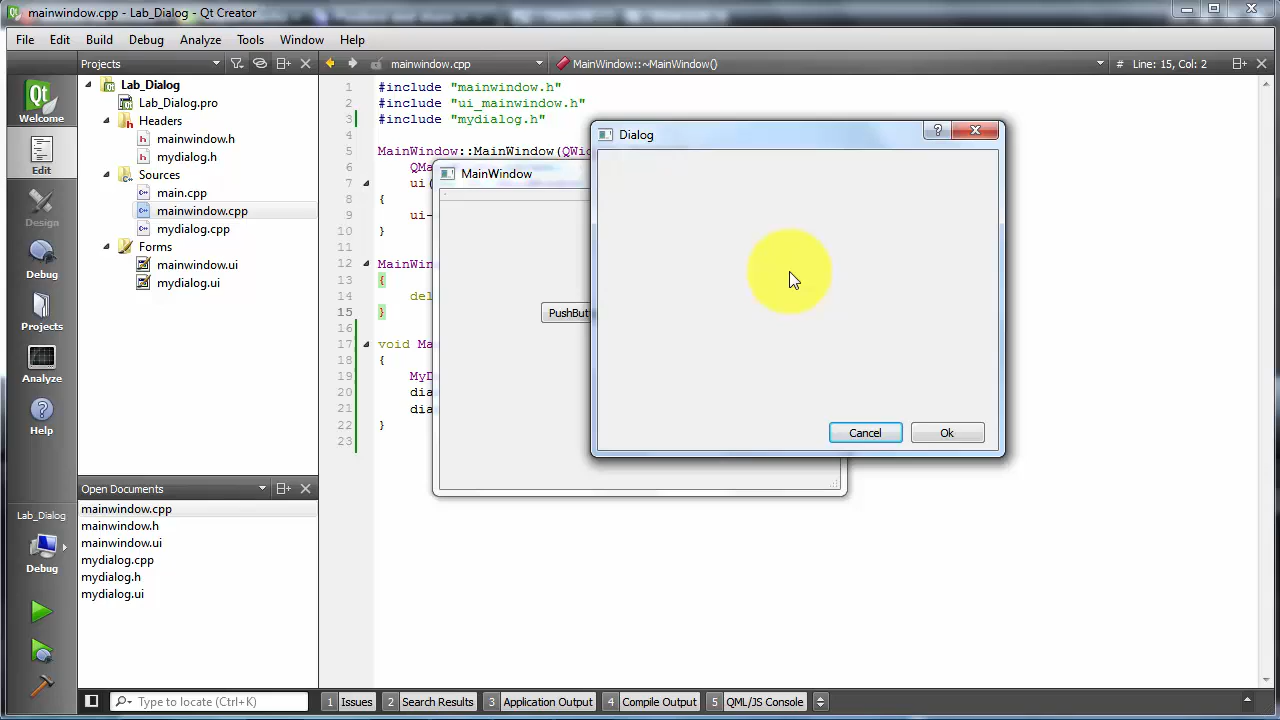 mainwindow.cpp - Lab_Dialog - Qt Creator
File Edit Build Debug Analyze Tools Window Help
Projects mainwindow.cpp MainWindow::~MainWindow() # Line: 15, Col: 2
Welcome
Edit
Design
Debug
Projects
Analyze
Help
Lab_Dialog
Debug
Lab_Dialog
Lab_Dialog.pro
Headers
mainwindow.h
mydialog.h
Sources
main.cpp
mainwindow.cpp
mydialog.cpp
Forms
mainwindow.ui
mydialog.ui
Open Documents
mainwindow.cpp
mainwindow.h
mainwindow.ui
mydialog.cpp
mydialog.h
mydialog.ui
1 #include "mainwindow.h"
2 #include "ui_mainwindow.h"
3 #include "mydialog.h"
4
5 MainWindow::MainWindow(QWi
6 QMa
7 ui(
8 {
9 ui-
10 }
11
12 MainWin
13 {
14 del
15 }
16
17 void Ma
18 {
19 MyD
20 dia
21 dia
22 }
23
MainWindow
PushBut
Dialog
?
Cancel Ok
Type to locate (Ctrl+K) 1 Issues 2 Search Results 3 Application Output 4 Compile Output 5 QML/JS Console